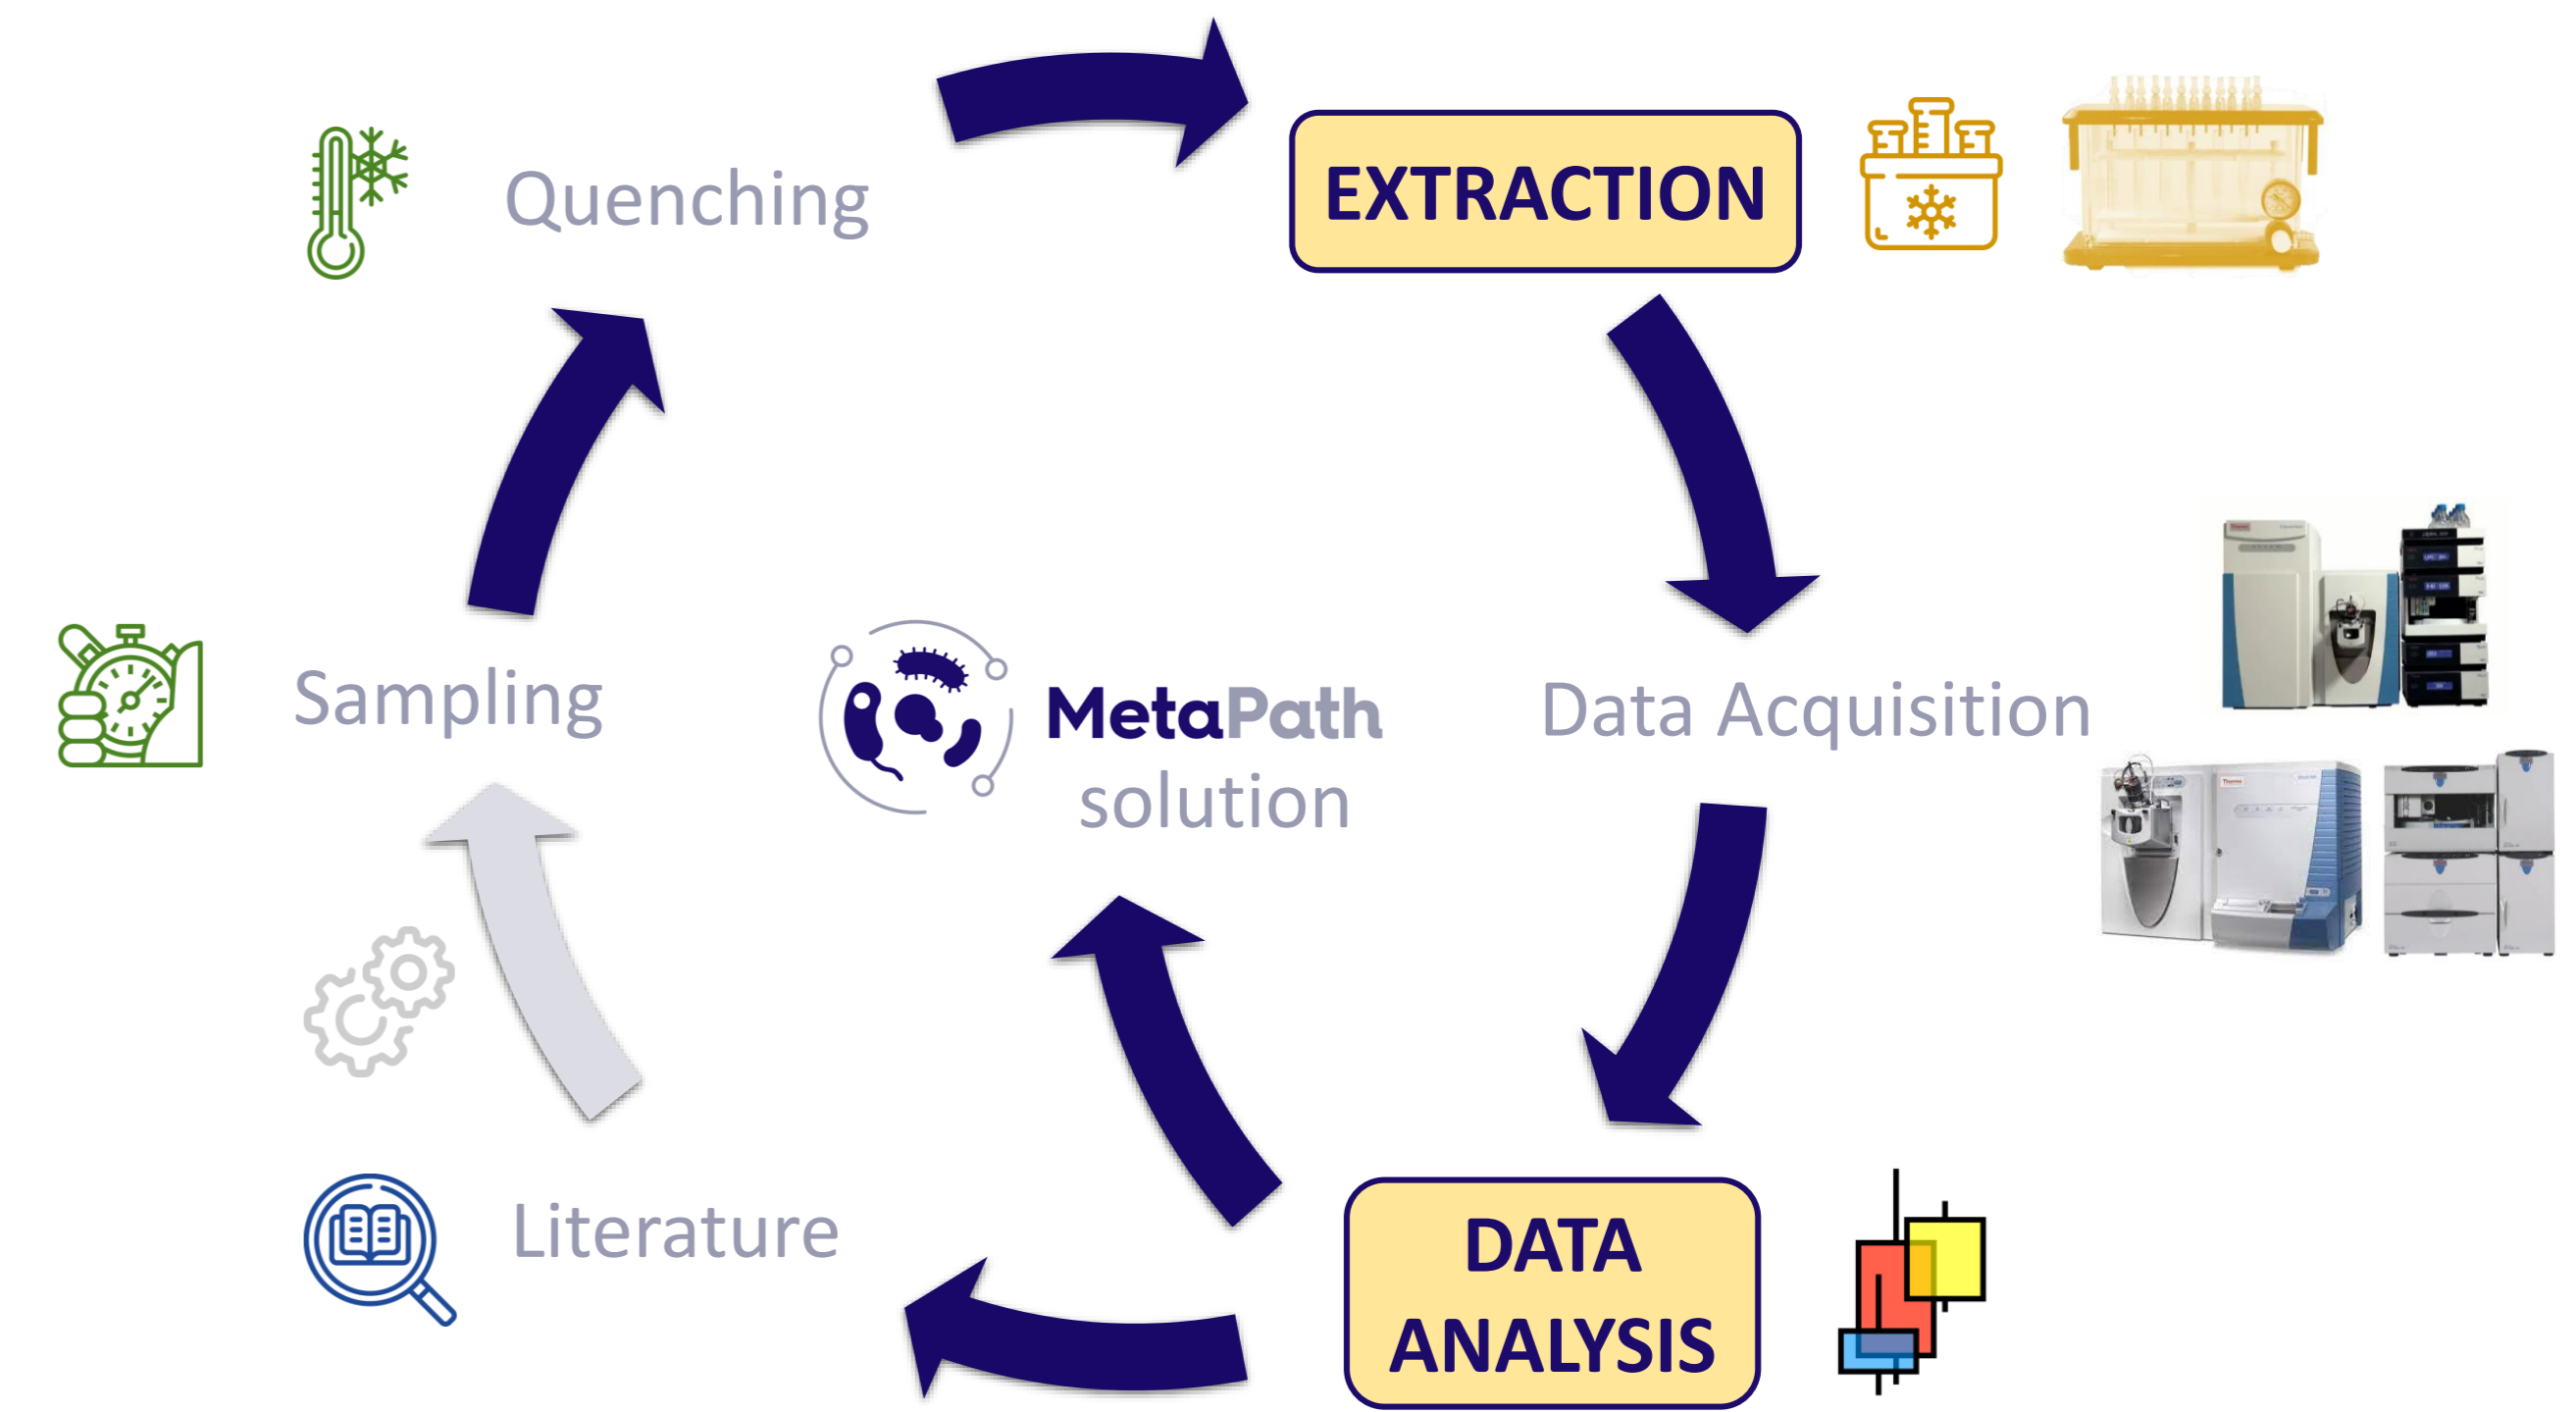 Quenching
EXTRACTION
Sampling
MetaPath
solution
Data Acquisition
Literature
DATA
ANALYSIS